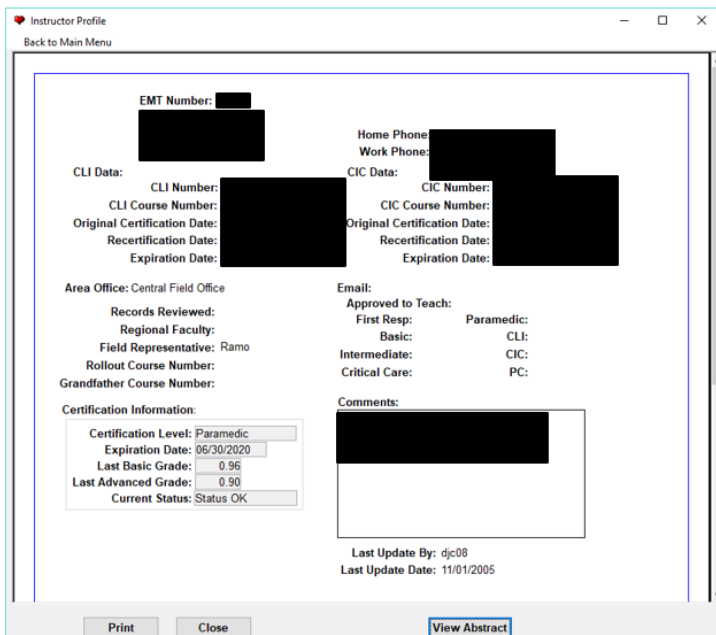 Instructor Profile
Back to Main Menu
EMT Number:
Home Phone:
Work Phone:
CLI Data:
CIC Data:
CLI Number:
CIC Number:
CLI Course Number:
CIC Course Number:
Original Certification Date:
Original Certification Date:
Recertification Date:
Recertification Date:
Expiration Date:
Expiration Date:
Area Office: Central Field Office
Email:
Approved to Teach:
Records Reviewed:
First Resp:
Paramedic:
Regional Faculty:
Basic:
CLI:
Field Representative: Ramo
Intermediate:
CIC:
Rollout Course Number:
Critical Care:
PC:
Grandfather Course Number:
Certification Information:
Comments:
Certification Level: Paramedic
Expiration Date: 06/30/2020
Last Basic Grade: 0.96
Last Advanced Grade: 0.90
Current Status: Status OK
Last Update By: djc08
Last Update Date: 11/01/2005
Print
Close
View Abstract